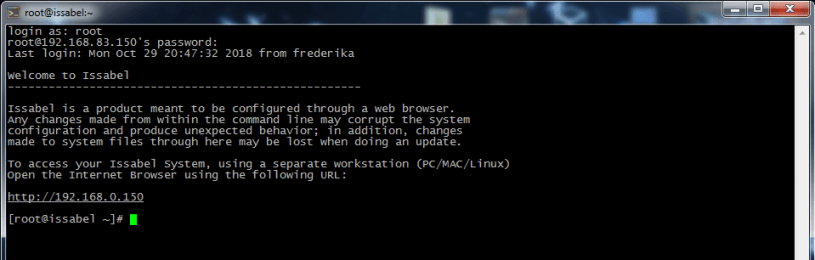 root@issabel:~
login as: root
root@192.168.83.150's password:
Last login: Mon Oct 29 20:47:32 2018 from frederika
Welcome to Issabel
----------------------------------------------------
Issabel is a product meant to be configured through a web browser.
Any changes made from within the command line may corrupt the system
configuration and produce unexpected behavior; in addition, changes
made to system files through here may be lost when doing an update.
To access your Issabel System, using a separate workstation (PC/MAC/Linux)
Open the Internet Browser using the following URL:
http://192.168.0.150
[root@issabel ~]#